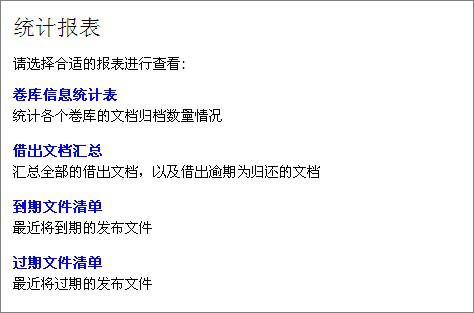 统计报表
请选择合适的报表进行查看:
卷库信息统计表
统计各个卷库的文档归档数量情况
借出文档汇总
汇总全部的借出文档，以及借出逾期为归还的文档
到期文件清单
最近将到期的发布文件
过期文件清单
最近将过期的发布文件